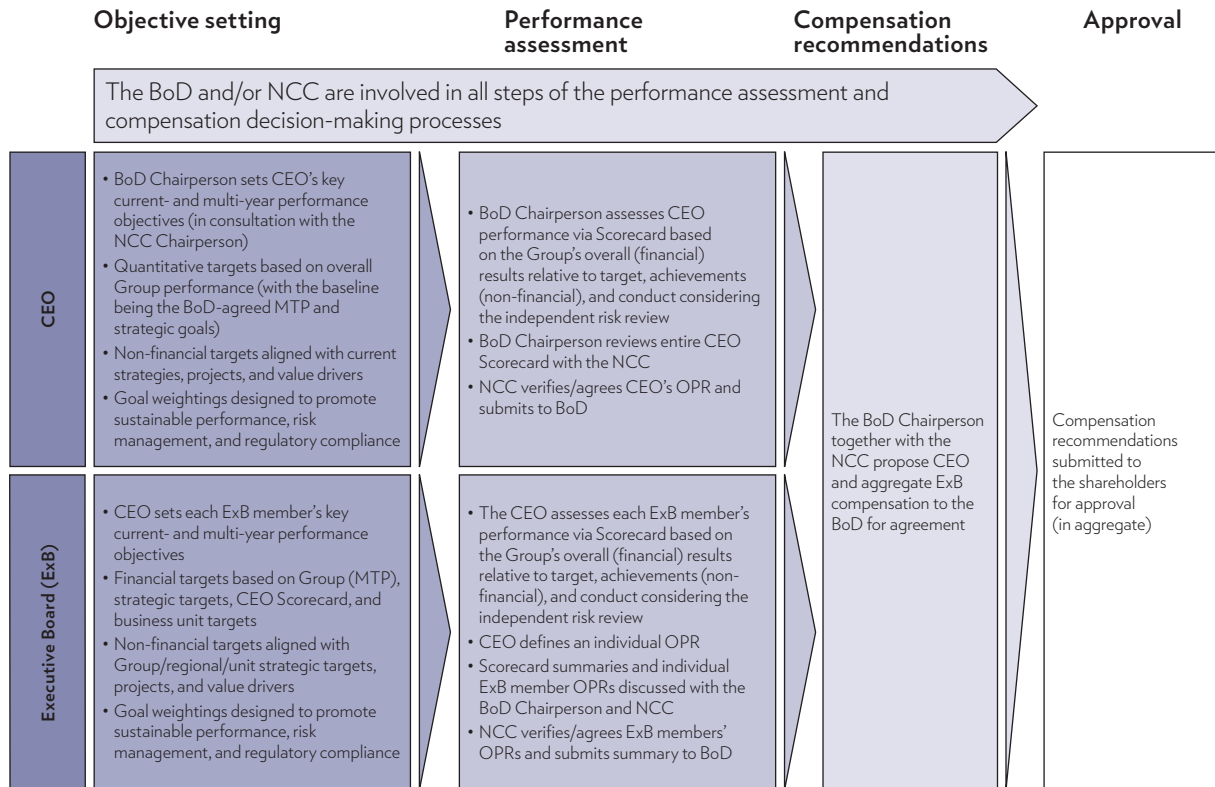 Objective setting
Performance
assessment
Compensation
recommendations
Approval
The BoD and/or NCC are involved in all steps of the performance assessment and
compensation decision-making processes
CEO
• BoD Chairperson sets CEO's key
current- and multi-year performance
objectives (in consultation with the
NCC Chairperson)
• Quantitative targets based on overall
Group performance (with the baseline
being the BoD-agreed MTP and
strategic goals)
• Non-financial targets aligned with current
strategies, projects, and value drivers
• Goal weightings designed to promote
sustainable performance, risk
management, and regulatory compliance
• BoD Chairperson assesses CEO
performance via Scorecard based
on the Group's overall (financial)
results relative to target, achievements
(non-financial), and conduct considering
the independent risk review
• BoD Chairperson reviews entire CEO
Scorecard with the NCC
• NCC verifies/agrees CEO's OPR and
submits to BoD
Executive Board (ExB)
• CEO sets each ExB member's key
current- and multi-year performance
objectives
• Financial targets based on Group (MTP),
strategic targets, CEO Scorecard, and
business unit targets
• Non-financial targets aligned with
Group/regional/unit strategic targets,
projects, and value drivers
• Goal weightings designed to promote
sustainable performance, risk
management, and regulatory compliance
• The CEO assesses each ExB member's
performance via Scorecard based on
the Group's overall (financial) results
relative to target, achievements (non-
financial), and conduct considering the
independent risk review
• CEO defines an individual OPR
• Scorecard summaries and individual
ExB member OPRs discussed with the
BoD Chairperson and NCC
• NCC verifies/agrees ExB members'
OPRs and submits summary to BoD
The BoD Chairperson
together with the
NCC propose CEO
and aggregate ExB
compensation to the
BoD for agreement
Compensation
recommendations
submitted to
the shareholders
for approval
(in aggregate)